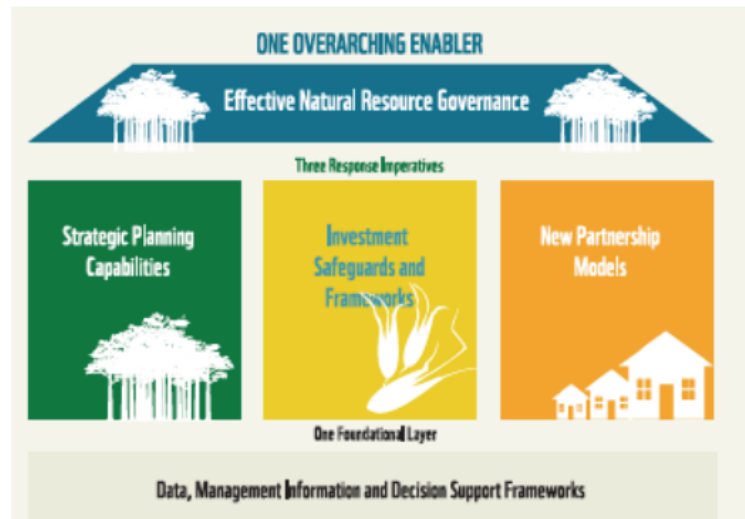 ONE OVERARCHING ENABLER
Effective Natural Resource Governance
Three Response Imperatives
Strategic Planning
Capabilities
Investment
Safeguards and
Frameworks
New Partnership
Models
One Foundational Layer
Data, Management Information and Decision Support Frameworks